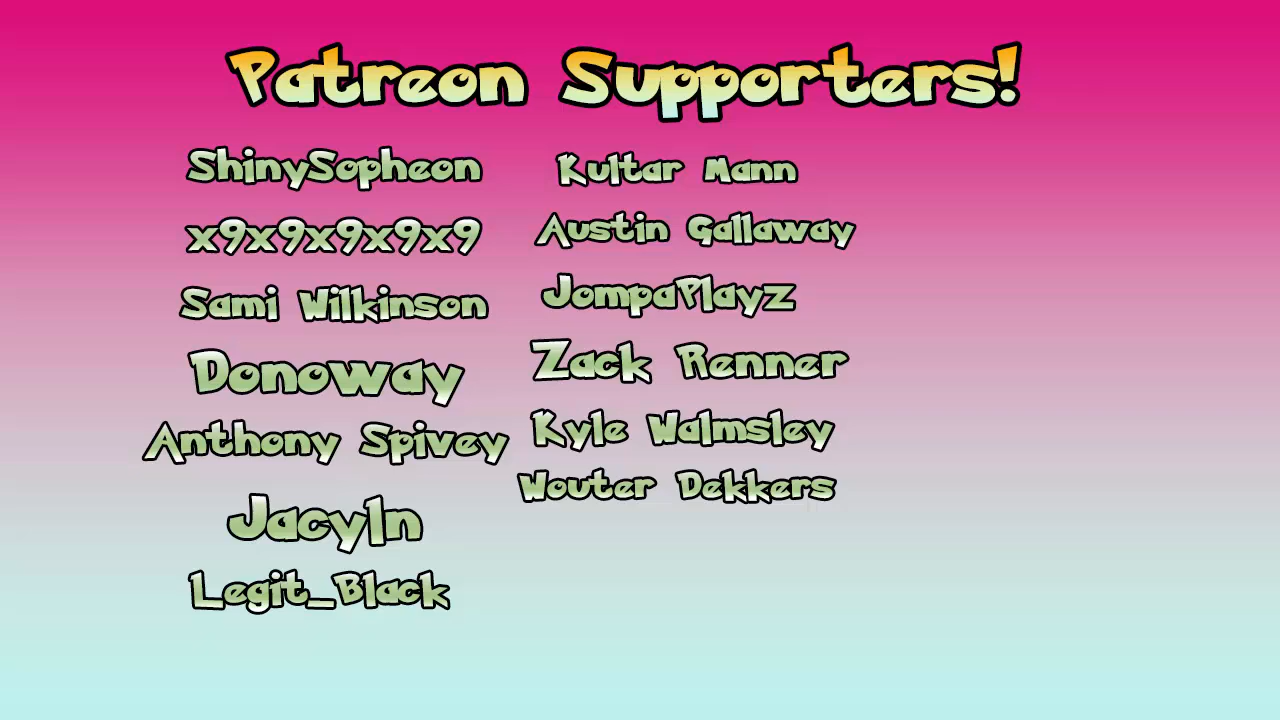 Patreon Supporters!
ShinySopheon
x9x9x9x9x9
Sami Wilkinson
Donoway
Anthony Spivey
Jacyln
Legit_Black
Kultar Mann
Austin Gallaway
JompaPlayz
Zack Renner
Kyle Walmsley
Wouter Dekkers